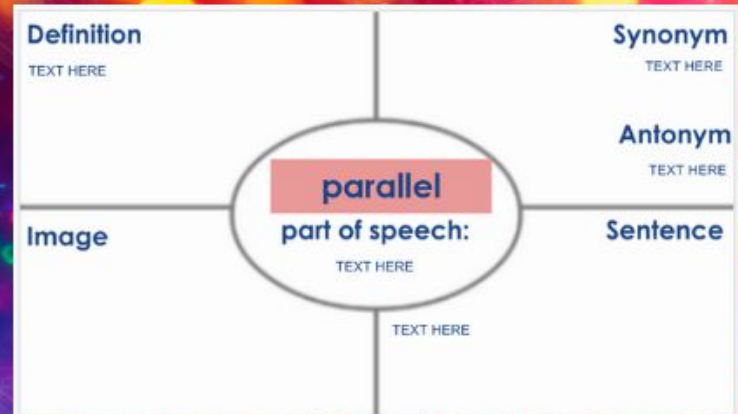 Definition
TEXT HERE
Synonym
TEXT HERE
Antonym
TEXT HERE
parallel
part of speech:
TEXT HERE
Image
Sentence
TEXT HERE